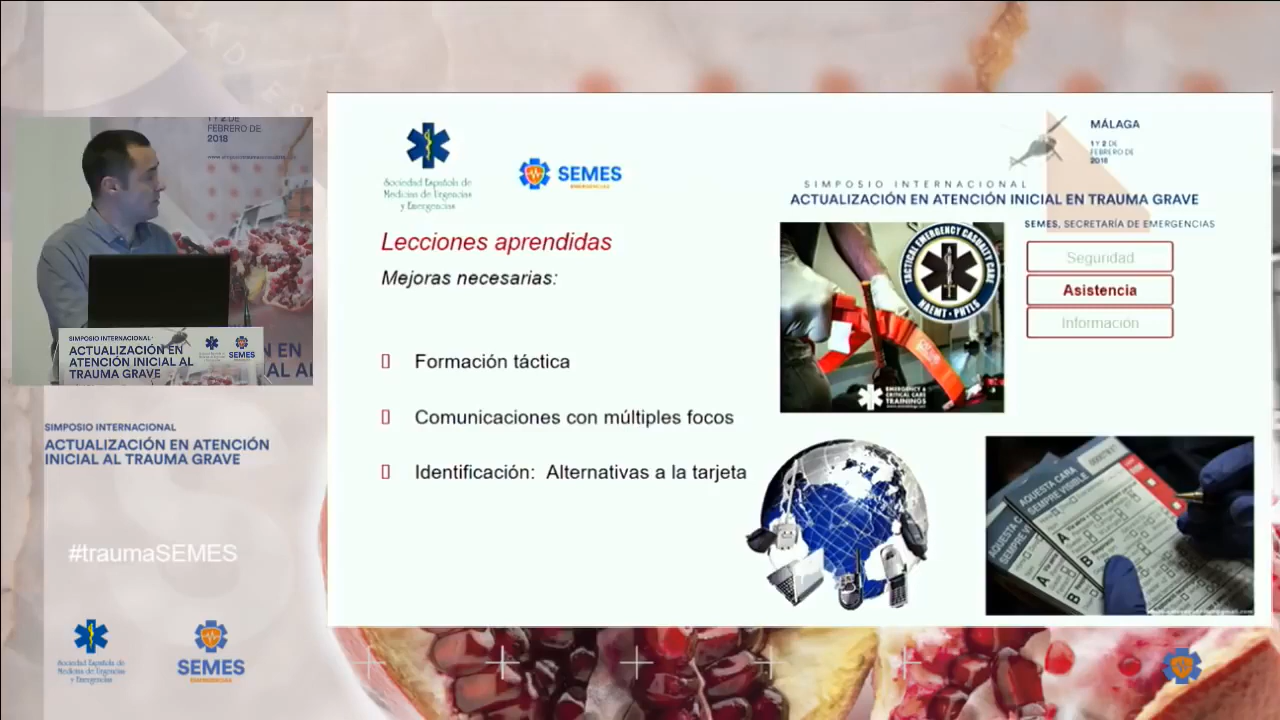 1 Y 2 DE
FEBRERO DE
2018
SIMPOSIO INTERNACIONAL
ACTUALIZACIÓN EN
ATENCIÓN INICIAL AL
TRAUMA GRAVE
SEMES
SIMPOSIO INTERNACIONAL
ACTUALIZACIÓN EN ATENCIÓN
INICIAL AL TRAUMA GRAVE
#traumaSEMES
Sociedad Española de
Medicina de Urgencias
y Emergencias
SEMES
EMERGENCIAS
Sociedad Española de
Medicina de Urgencias
y Emergencias
SEMES
EMERGENCIAS
MÁLAGA
1 Y 2 DE
FEBRERO DE
2018
SIMPOSIO INTERNACIONAL
ACTUALIZACIÓN EN ATENCIÓN INICIAL EN TRAUMA GRAVE
SEMES, SECRETARÍA DE EMERGENCIAS
Lecciones aprendidas
Mejoras necesarias:
Formación táctica
Comunicaciones con múltiples focos
Identificación: Alternativas a la tarjeta
TACTICAL EMERGENCY CASUALTY CARE
NAEMT - PHTLS
EMERGENCY &
CRITICAL CARE
TRAININGS
Seguridad
Asistencia
Información
AQUESTA CARA
SEMPRE VISIBLE
A
B
A
B